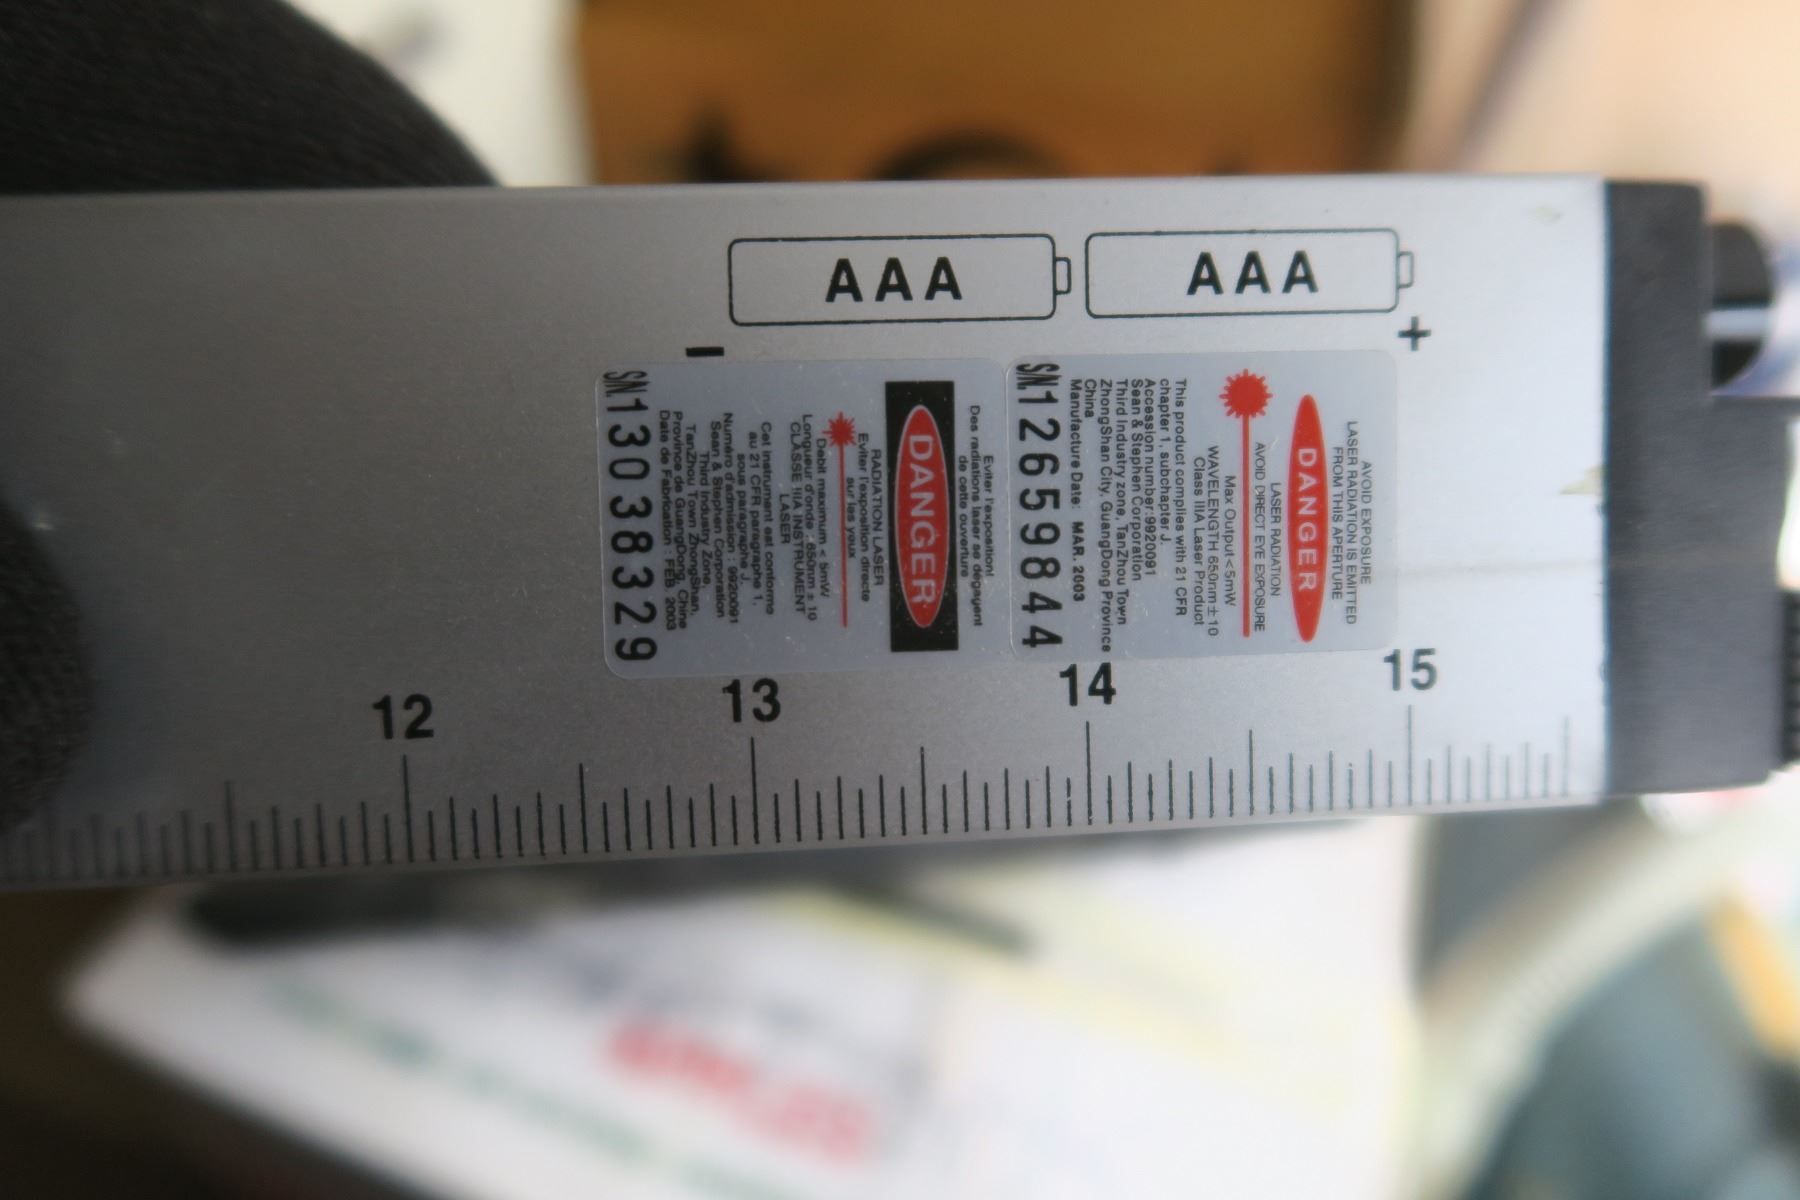 AAA
AAA
-
+
Eviter l'exposition!
Des radiations laser se dégagent
de cette ouverture
DANGER
RADIATION LASER
Eviter l'exposition directe
sur les yeux
Debit maximum < 5mW
Longueur d'onde : 650nm ± 10
CLASSE IIIA INSTRUMENT
LASER
Cet instrument est conforme
au 21 CFR paragraphe 1,
sous paragraphe J.
Numéro d'admission : 9920091
Sean & Stephen Corporation
Third Industry Zone,
TanZhou Town ZhongShan,
Province de GuangDong, Chine
Date de Fabrication : FEB. 2003
S/N.13038329
AVOID EXPOSURE
LASER RADIATION IS EMITTED
FROM THIS APERTURE
DANGER
LASER RADIATION
AVOID DIRECT EYE EXPOSURE
Max Output < 5mW
WAVELENGTH 650nm ± 10
Class IIIA Laser Product
This product complies with 21 CFR
chapter 1, subchapter J.
Accession number:9920091
Sean & Stephen Corporation
Third Industry zone, TanZhou Town
ZhongShan City, GuangDong Province
China
Manufacture Date: MAR. 2003
S/N.12659844
12 13 14 15